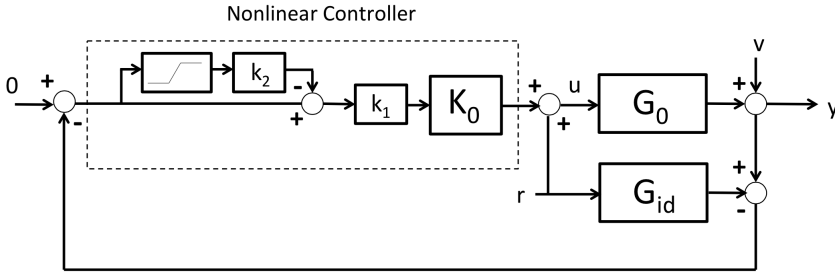 Nonlinear Controller
0
+
-
k2
-
+
k1
K0
+
+
u
G0
v
+
+
y
r
Gid
+
-